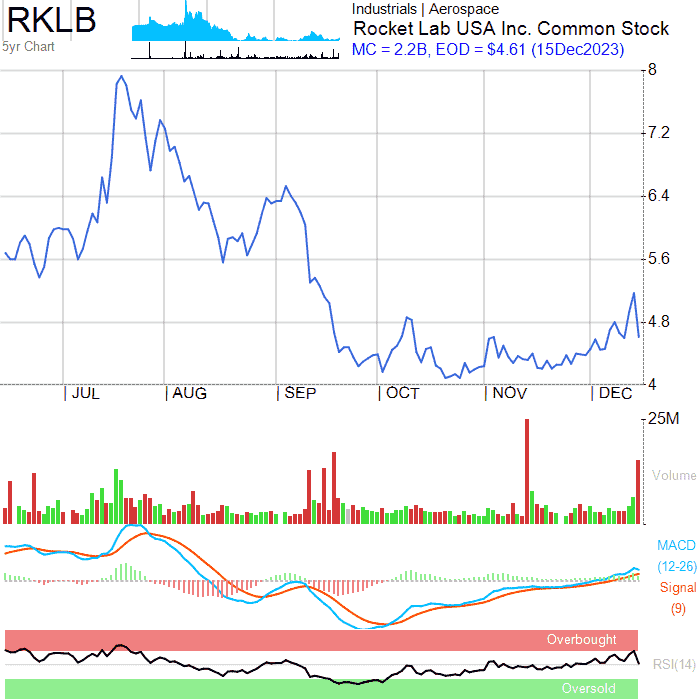 RKLB
5yr Chart
Industrials | Aerospace
Rocket Lab USA Inc. Common Stock
MC = 2.2B, EOD = $4.61 (15Dec2023)
8
7.2
6.4
5.6
4.8
4
| JUL | AUG | SEP | OCT | NOV | DEC
25M
Volume
MACD
(12-26)
Signal
(9)
Overbought
RSI(14)
Oversold